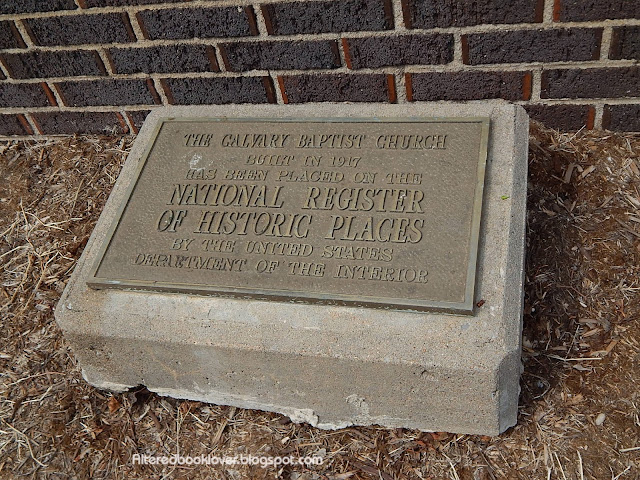 THE CALVARY BAPTIST CHURCH
BUILT IN 1917
HAS BEEN PLACED ON THE
NATIONAL REGISTER
OF HISTORIC PLACES
BY THE UNITED STATES
DEPARTMENT OF THE INTERIOR
Alteredbooklover.blogspot.com